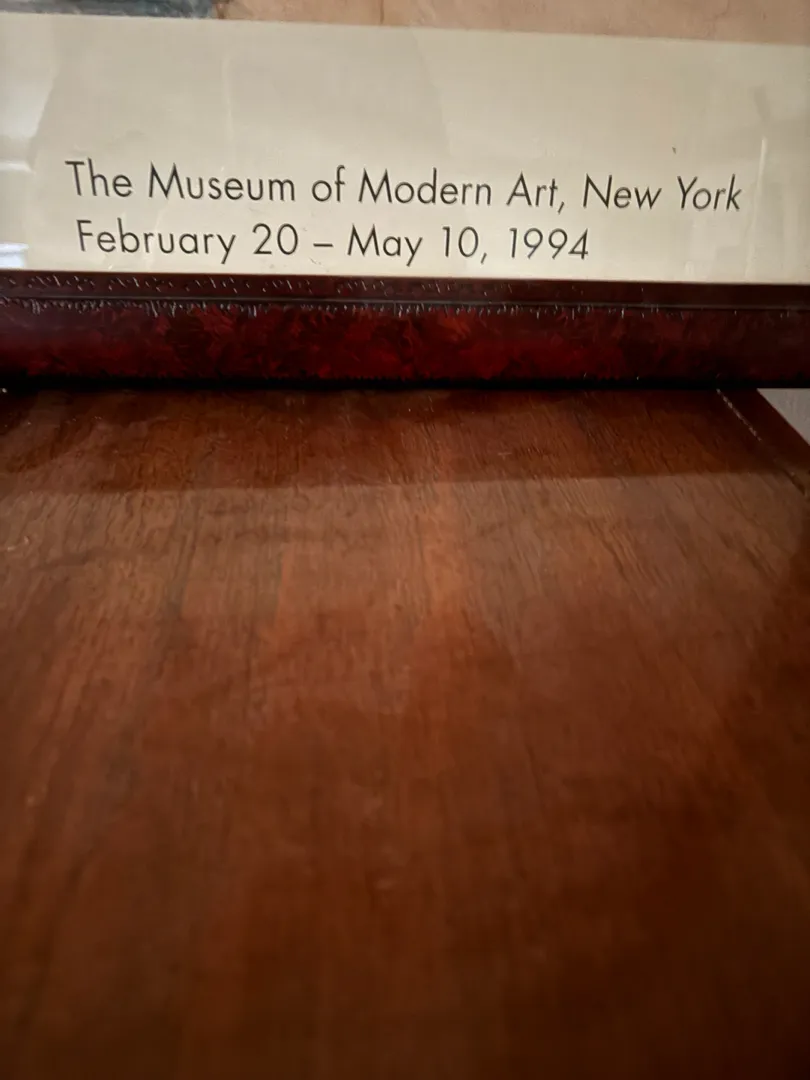 The Museum of Modern Art, New York
February 20 – May 10, 1994